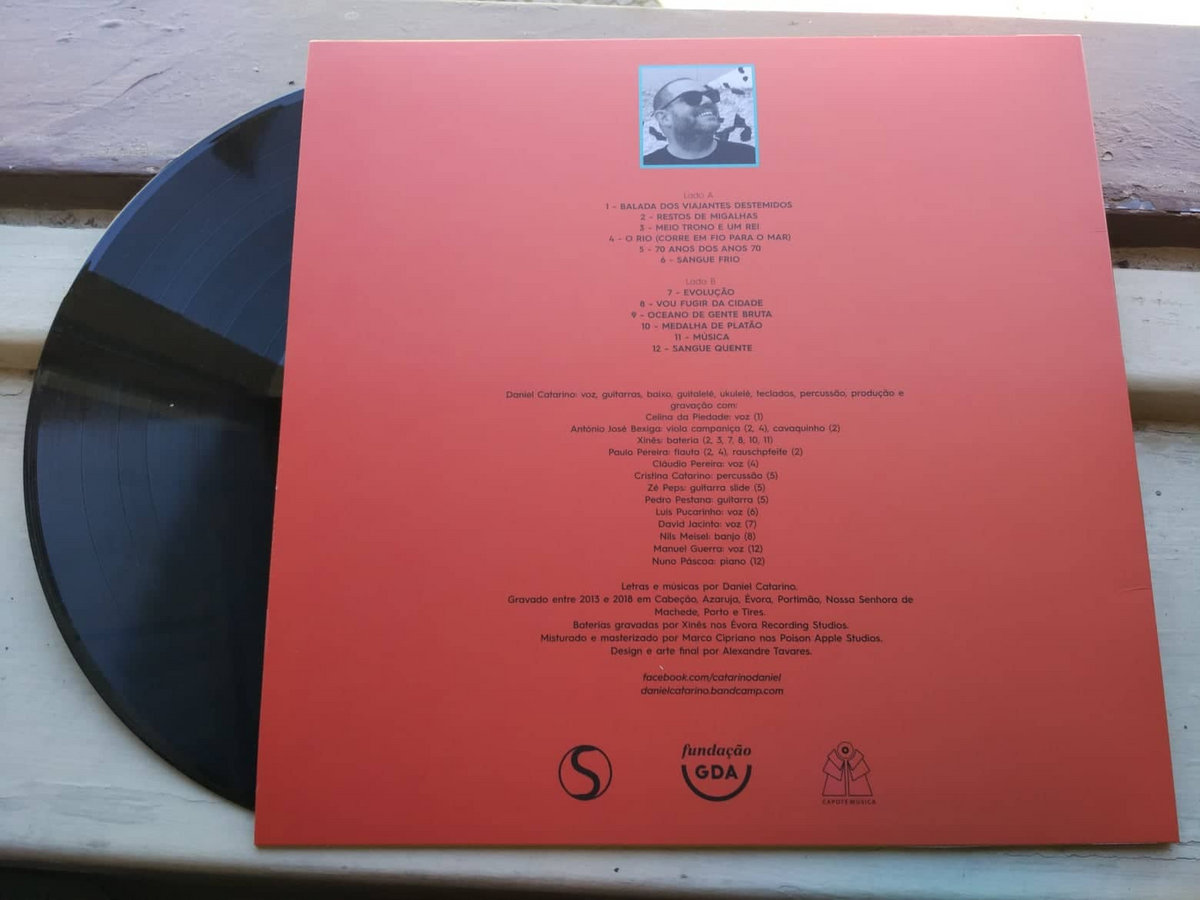 Lado A
1 - BALADA DOS VIAJANTES DESTEMIDOS
2 - RESTOS DE MIGALHAS
3 - MEIO TRONO E UM REI
4 - O RIO (CORRE EM FIO PARA O MAR)
5 - 70 ANOS DOS ANOS 70
6 - SANGUE FRIO
Lado B
7 - EVOLUÇÃO
8 - VOU FUGIR DA CIDADE
9 - OCEANO DE GENTE BRUTA
10 - MEDALHA DE PLATÃO
11 - MÚSICA
12 - SANGUE QUENTE
Daniel Catarino: voz, guitarras, baixo, guitalelé, ukulelé, teclados, percussão, produção e
gravação com:
Celina da Piedade: voz (1)
António José Bexiga: viola campaniça (2, 4), cavaquinho (2)
Xinês: bateria (2, 3, 7, 8, 10, 11)
Paulo Pereira: flauta (2, 4), rauschpfeife (2)
Cláudio Pereira: voz (4)
Cristina Catarino: percussão (5)
Zé Peps: guitarra slide (5)
Pedro Pestana: guitarra (5)
Luís Pucarinho: voz (6)
David Jacinto: voz (7)
Nils Meisel: banjo (8)
Manuel Guerra: voz (12)
Nuno Páscoa: piano (12)
Letras e músicas por Daniel Catarino.
Gravado entre 2013 e 2018 em Cabeção, Azaruja, Évora, Portimão, Nossa Senhora de
Machede, Porto e Tires.
Baterias gravadas por Xinês nos Évora Recording Studios.
Misturado e masterizado por Marco Cipriano nos Poison Apple Studios.
Design e arte final por Alexandre Tavares.
facebook.com/catarinodaniel
danielcatarino.bandcamp.com
S
fundação
GDA
CAPOTE MÚSICA